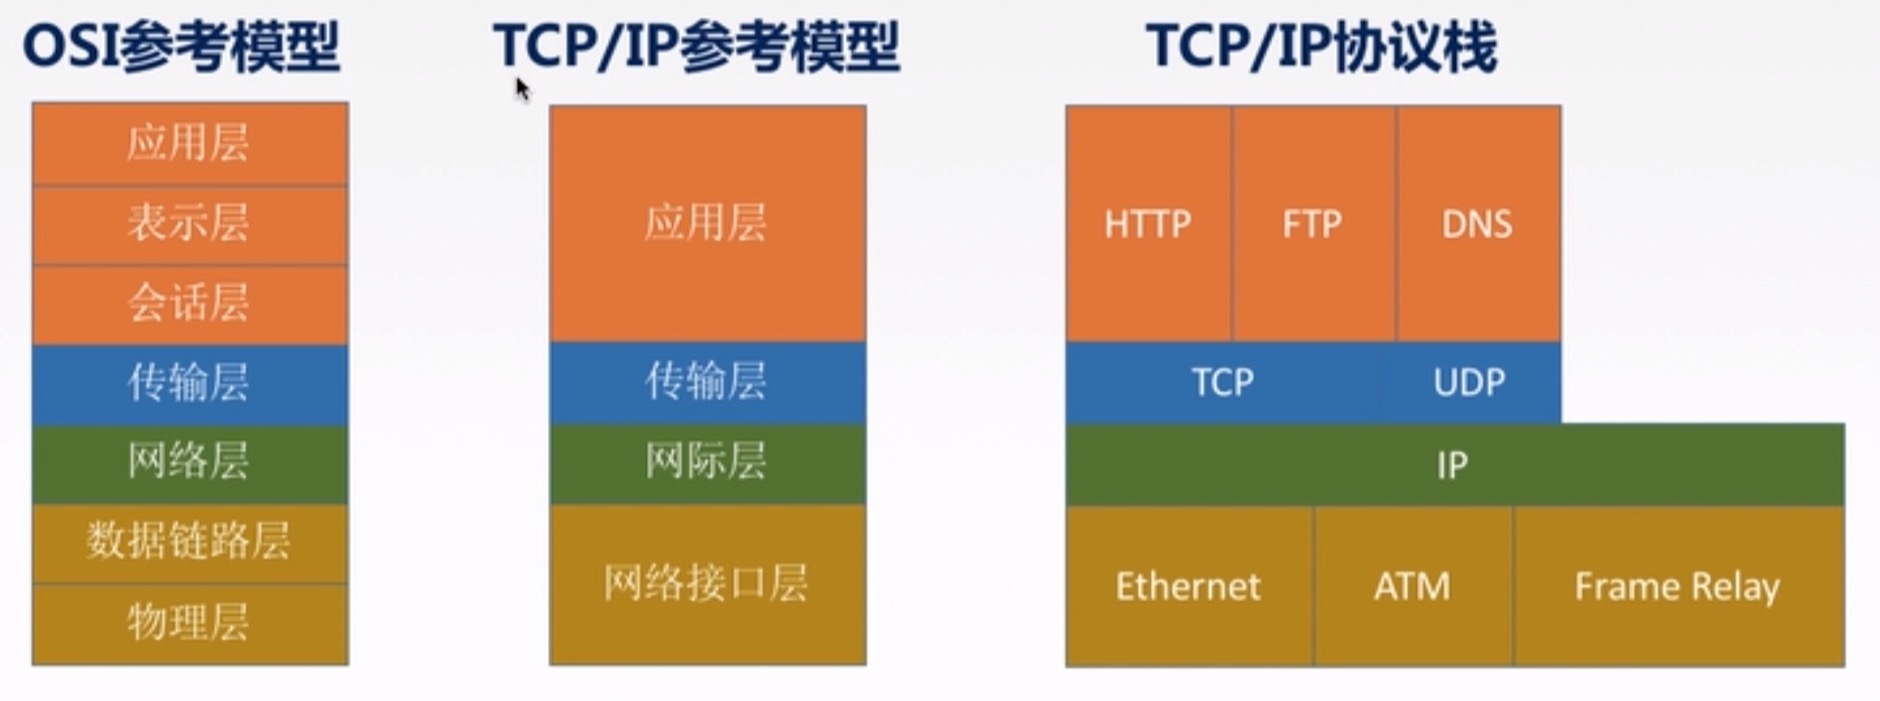 OSI参考模型
应用层
表示层
会话层
传输层
网络层
数据链路层
物理层
TCP/IP参考模型
应用层
传输层
网际层
网络接口层
TCP/IP协议栈
HTTP FTP DNS
TCP UDP
IP
Ethernet ATM Frame Relay